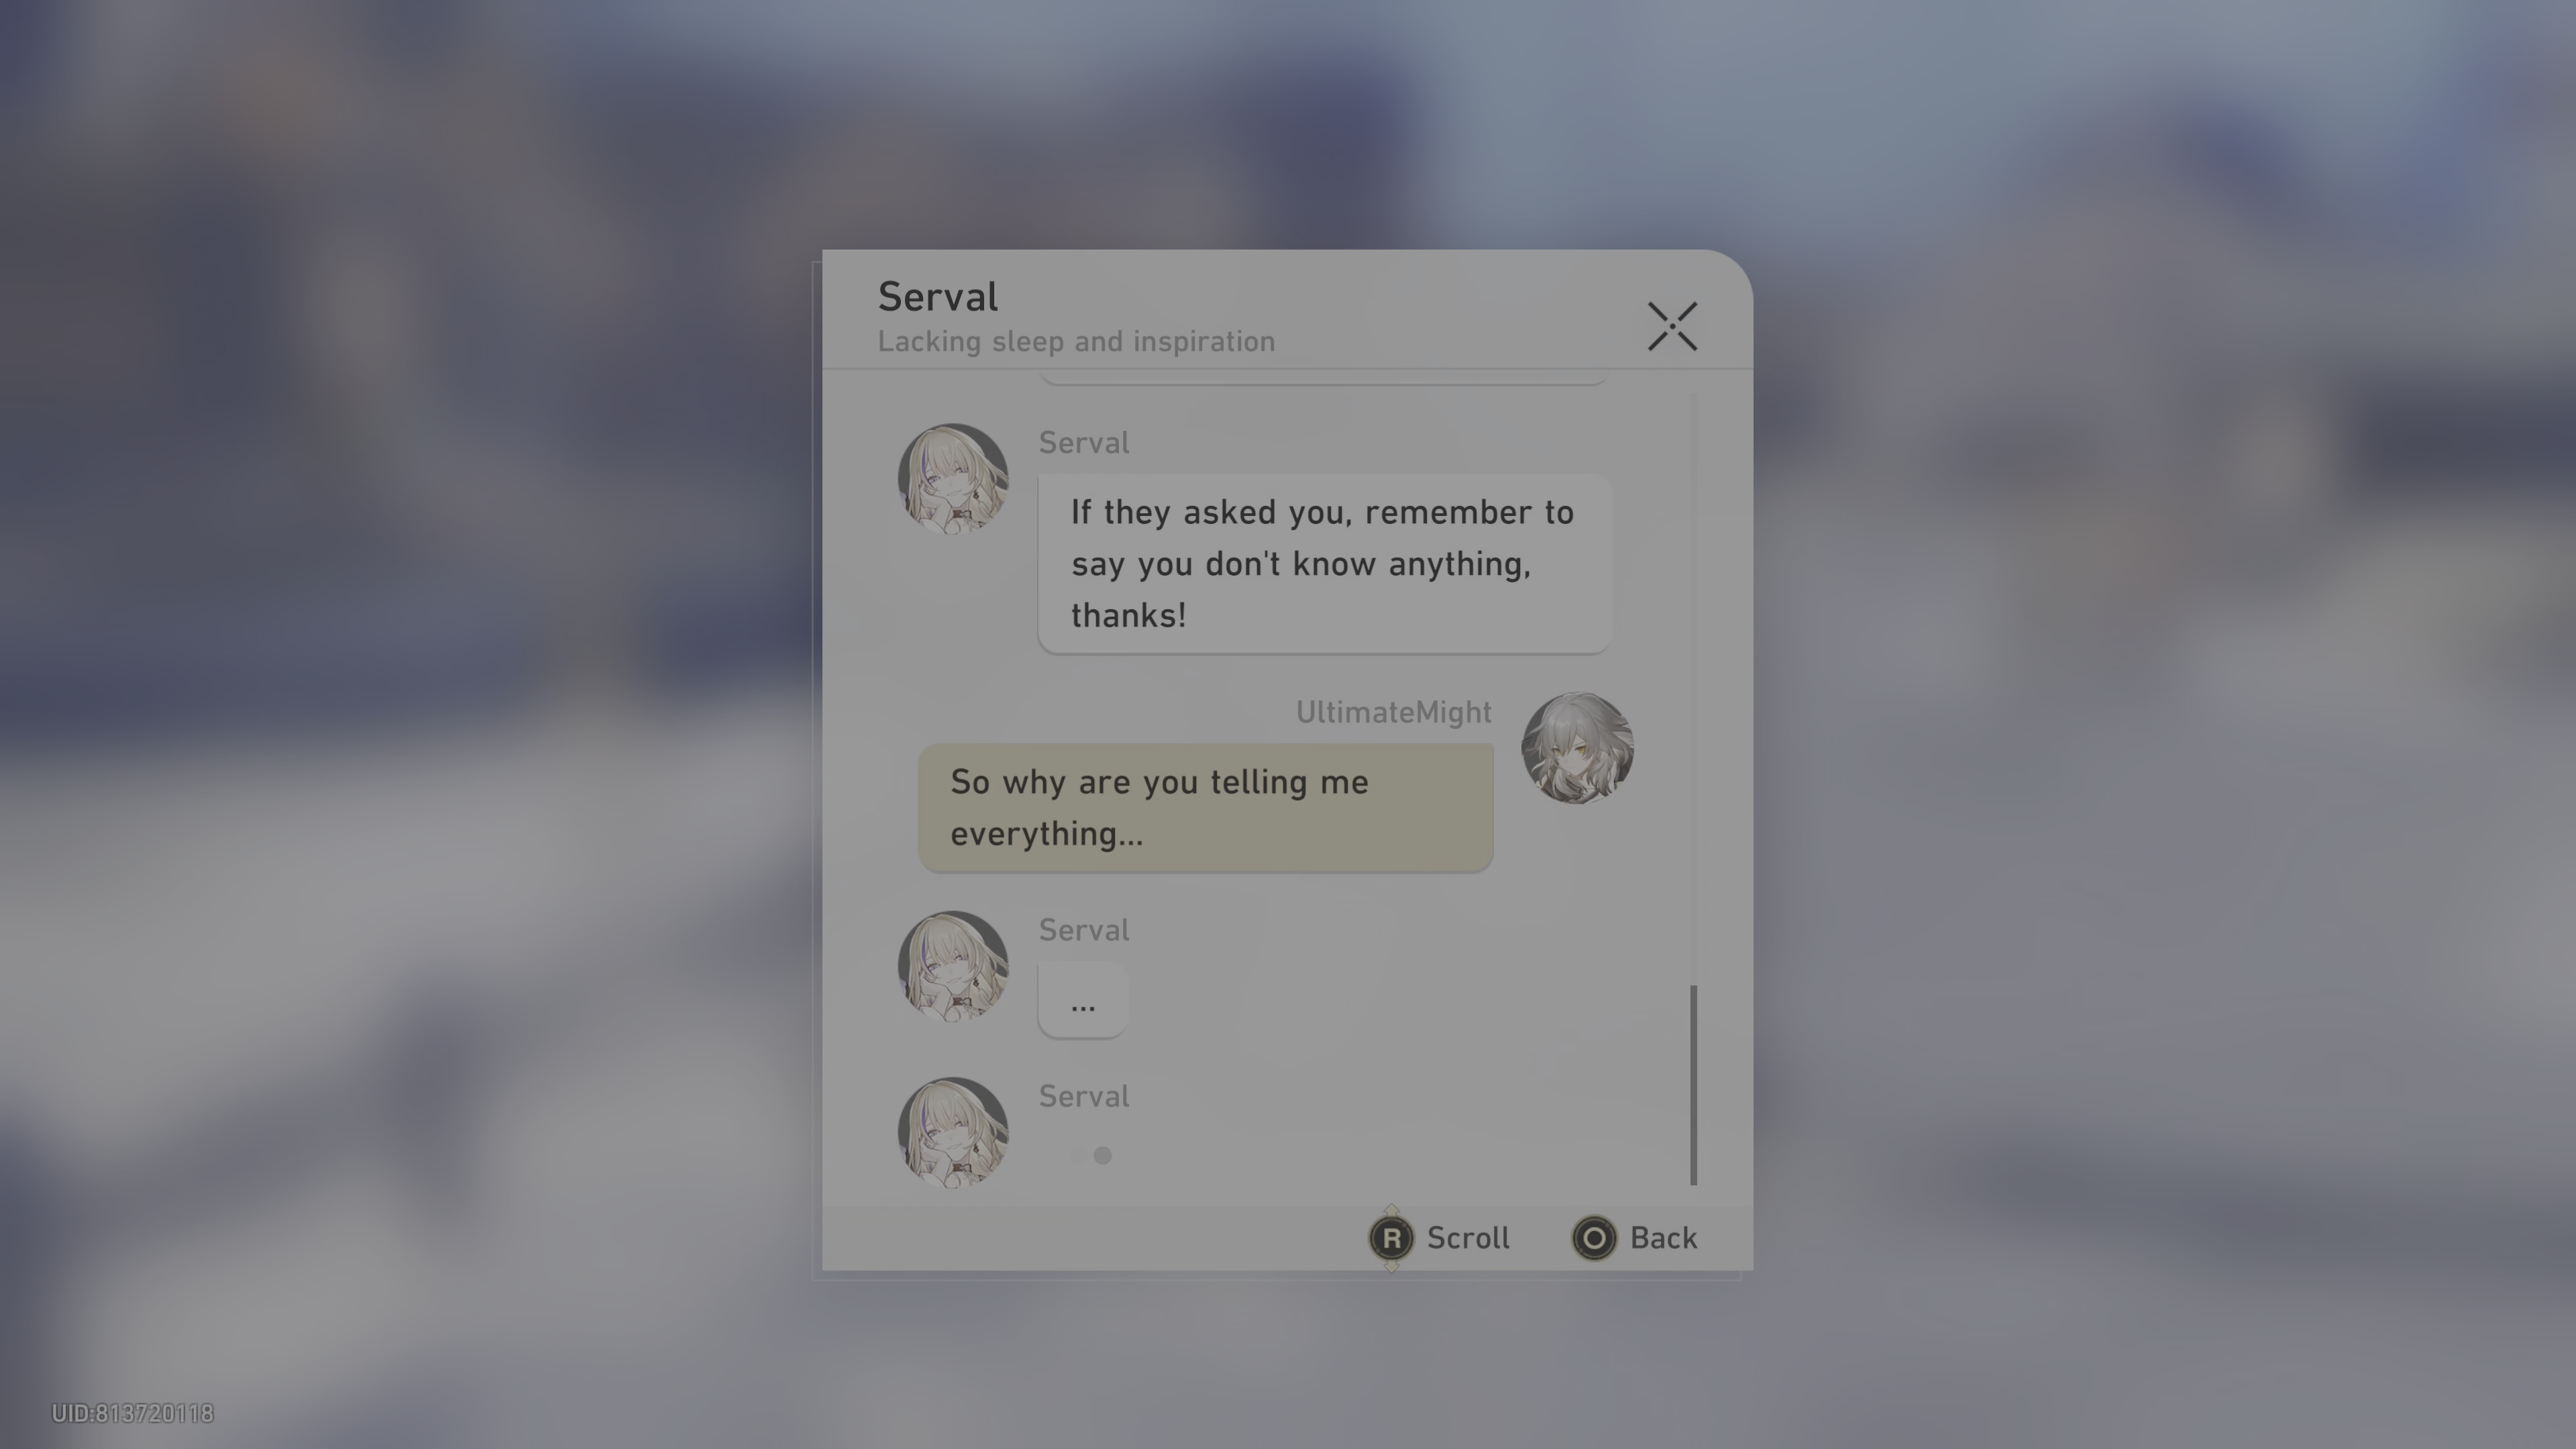 Serval
Lacking sleep and inspiration
Serval
If they asked you, remember to
say you don't know anything,
thanks!
UltimateMight
So why are you telling me
everything...
Serval
...
Serval
R Scroll
Back
UID:813720118